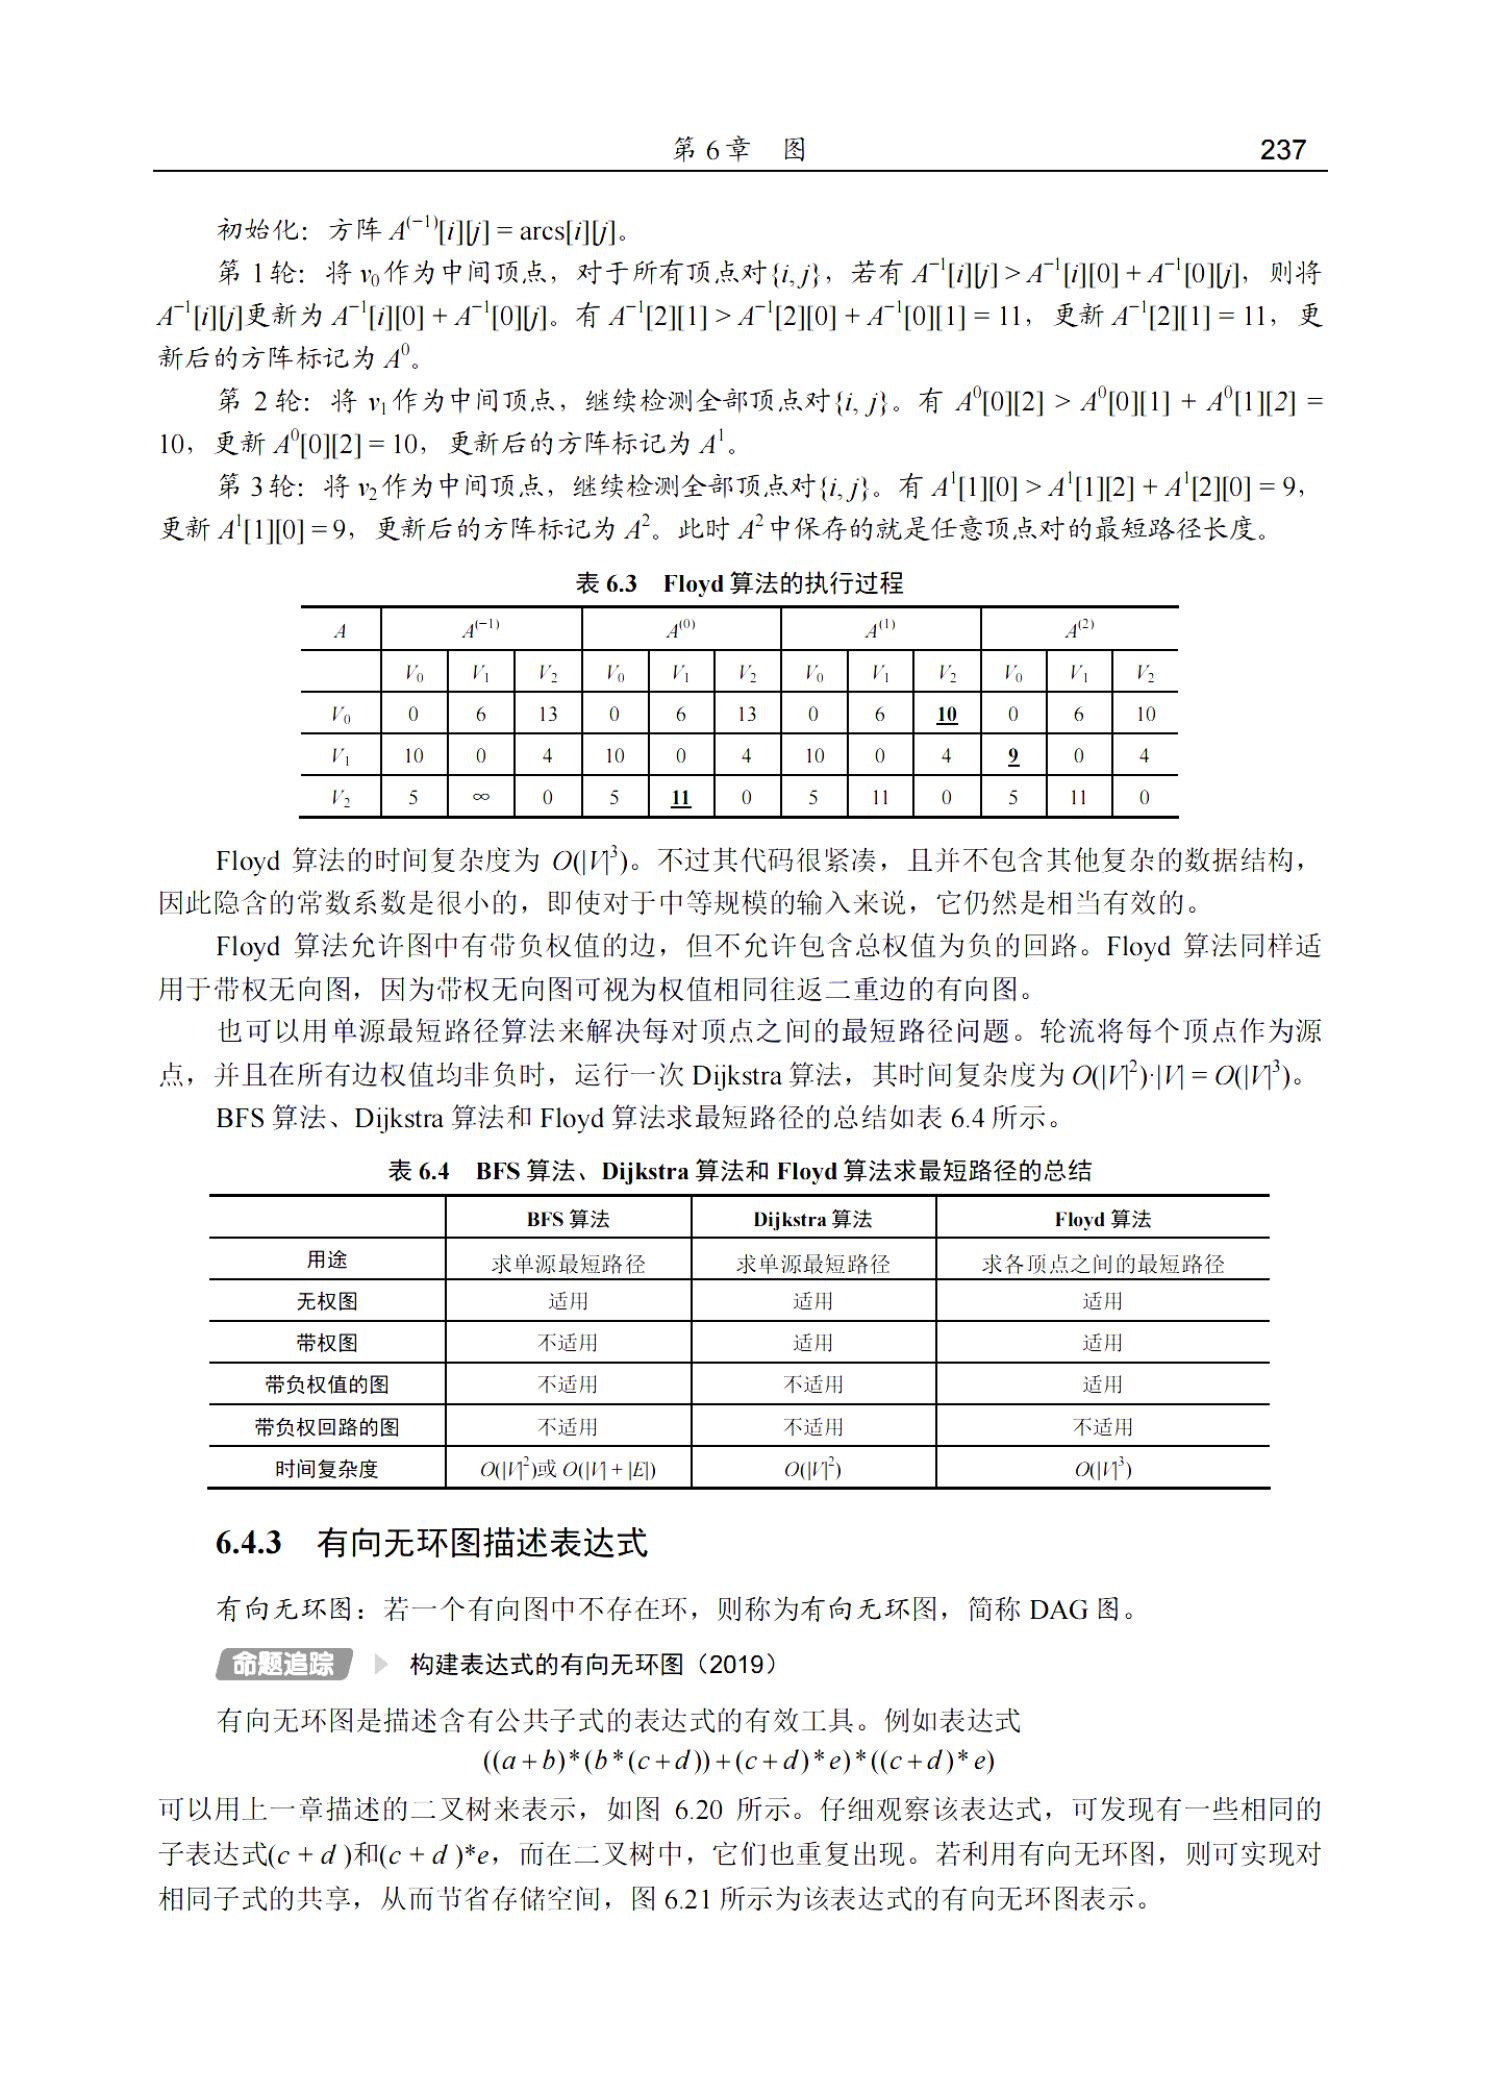 第 6 章 图 237
初始化：方阵 A⁽⁻¹⁾[i][j] = arcs[i][j]。
第 1 轮：将 v₀作为中间顶点，对于所有顶点对{i, j}，若有 A⁻¹[i][j] > A⁻¹[i][0] + A⁻¹[0][j]，则将
A⁻¹[i][j]更新为 A⁻¹[i][0] + A⁻¹[0][j]。有 A⁻¹[2][1] > A⁻¹[2][0] + A⁻¹[0][1] = 11，更新 A⁻¹[2][1] = 11，更
新后的方阵标记为 A⁰。
第 2 轮：将 v₁作为中间顶点，继续检测全部顶点对{i, j}。有 A⁰[0][2] > A⁰[0][1] + A⁰[1][2] =
10，更新 A⁰[0][2] = 10，更新后的方阵标记为 A¹。
第 3 轮：将 v₂作为中间顶点，继续检测全部顶点对{i, j}。有 A¹[1][0] > A¹[1][2] + A¹[2][0] = 9，
更新 A¹[1][0] = 9，更新后的方阵标记为 A²。此时 A² 中保存的就是任意顶点对的最短路径长度。
表 6.3 Floyd 算法的执行过程
A A⁽⁻¹⁾ A⁽⁰⁾ A⁽¹⁾ A⁽²⁾
V₀ V₁ V₂ V₀ V₁ V₂ V₀ V₁ V₂ V₀ V₁ V₂
V₀ 0 6 13 0 6 13 0 6 10 0 6 10
V₁ 10 0 4 10 0 4 10 0 4 9 0 4
V₂ 5 ∞ 0 5 11 0 5 11 0 5 11 0
Floyd 算法的时间复杂度为 O(|V|³)。不过其代码很紧凑，且并不包含其他复杂的数据结构，
因此隐含的常数系数是很小的，即使对于中等规模的输入来说，它仍然是相当有效的。
Floyd 算法允许图中有带负权值的边，但不允许包含总权值为负的回路。Floyd 算法同样适
用于带权无向图，因为带权无向图可视为权值相同往返二重边的有向图。
也可以用单源最短路径算法来解决每对顶点之间的最短路径问题。轮流将每个顶点作为源
点，并且在所有边权值均非负时，运行一次 Dijkstra 算法，其时间复杂度为 O(|V|²)·|V| = O(|V|³)。
BFS 算法、Dijkstra 算法和 Floyd 算法求最短路径的总结如表 6.4 所示。
表 6.4 BFS 算法、Dijkstra 算法和 Floyd 算法求最短路径的总结
BFS 算法 Dijkstra 算法 Floyd 算法
用途 求单源最短路径 求单源最短路径 求各顶点之间的最短路径
无权图 适用 适用 适用
带权图 不适用 适用 适用
带负权值的图 不适用 不适用 适用
带负权回路的图 不适用 不适用 不适用
时间复杂度 O(|V|²)或 O(|V| + |E|) O(|V|²) O(|V|³)
6.4.3 有向无环图描述表达式
有向无环图：若一个有向图中不存在环，则称为有向无环图，简称 DAG 图。
命题追踪 ▶ 构建表达式的有向无环图（2019）
有向无环图是描述含有公共子式的表达式的有效工具。例如表达式
((a+b)*(b*(c+d))+(c+d)*e)*((c+d)*e)
可以用上一章描述的二叉树来表示，如图 6.20 所示。仔细观察该表达式，可发现有一些相同的
子表达式(c + d )和(c + d )*e，而在二叉树中，它们也重复出现。若利用有向无环图，则可实现对
相同子式的共享，从而节省存储空间，图 6.21 所示为该表达式的有向无环图表示。